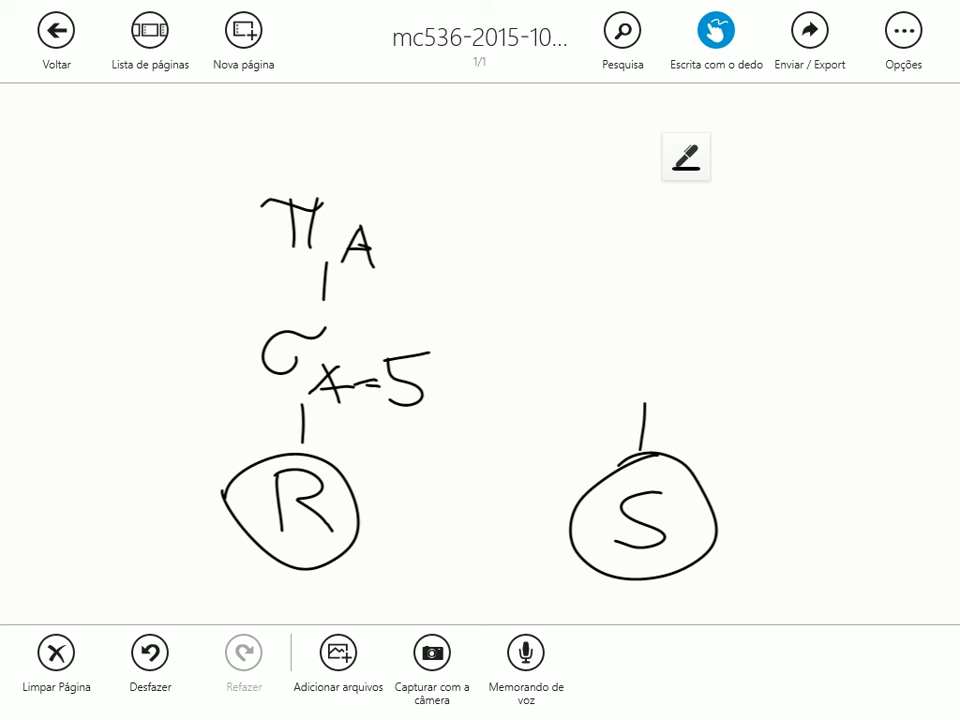 mc536-2015-10...
1/1
Voltar
Lista de páginas
Nova página
Pesquisa
Escrita com o dedo
Enviar / Export
Opções
π A
σ x=5
R
S
Limpar Página
Desfazer
Refazer
Adicionar arquivos
Capturar com a
câmera
Memorando de
voz